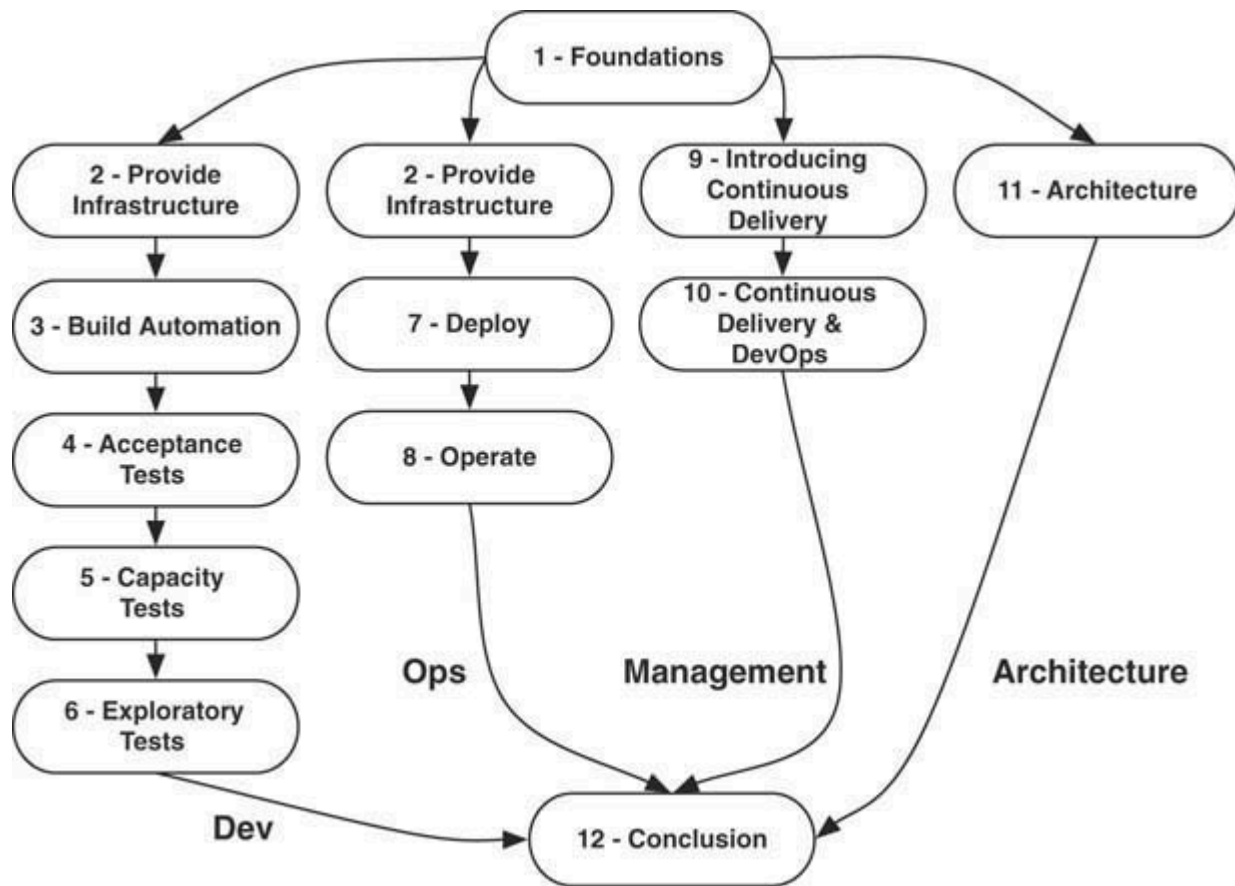 1 - Foundations
2 - Provide
Infrastructure
2 - Provide
Infrastructure
9 - Introducing
Continuous
Delivery
11 - Architecture
3 - Build Automation
7 - Deploy
10 - Continuous
Delivery &
DevOps
4 - Acceptance
Tests
8 - Operate
5 - Capacity
Tests
6 - Exploratory
Tests
Ops
Management
Architecture
Dev
12 - Conclusion